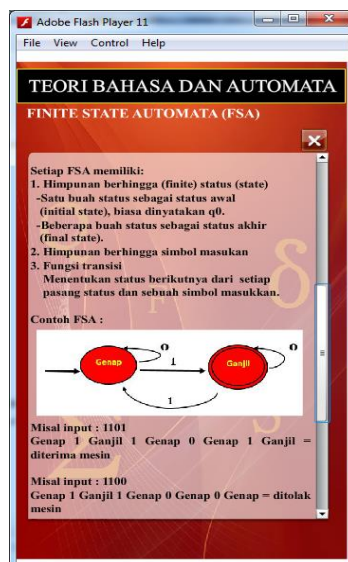 Adobe Flash Player 11
File View Control Help
TEORI BAHASA DAN AUTOMATA
FINITE STATE AUTOMATA (FSA)
Setiap FSA memiliki:
1. Himpunan berhingga (finite) status (state)
-Satu buah status sebagai status awal
(initial state), biasa dinyatakan q0.
-Beberapa buah status sebagai status akhir
(final state).
2. Himpunan berhingga simbol masukan
3. Fungsi transisi
Menentukan status berikutnya dari setiap
pasang status dan sebuah simbol masukkan.
Contoh FSA :
0 0
Genap 1 Ganjil
1
Misal input : 1101
Genap 1 Ganjil 1 Genap 0 Genap 1 Ganjil =
diterima mesin
Misal input : 1100
Genap 1 Ganjil 1 Genap 0 Genap 0 Genap = ditolak
mesin